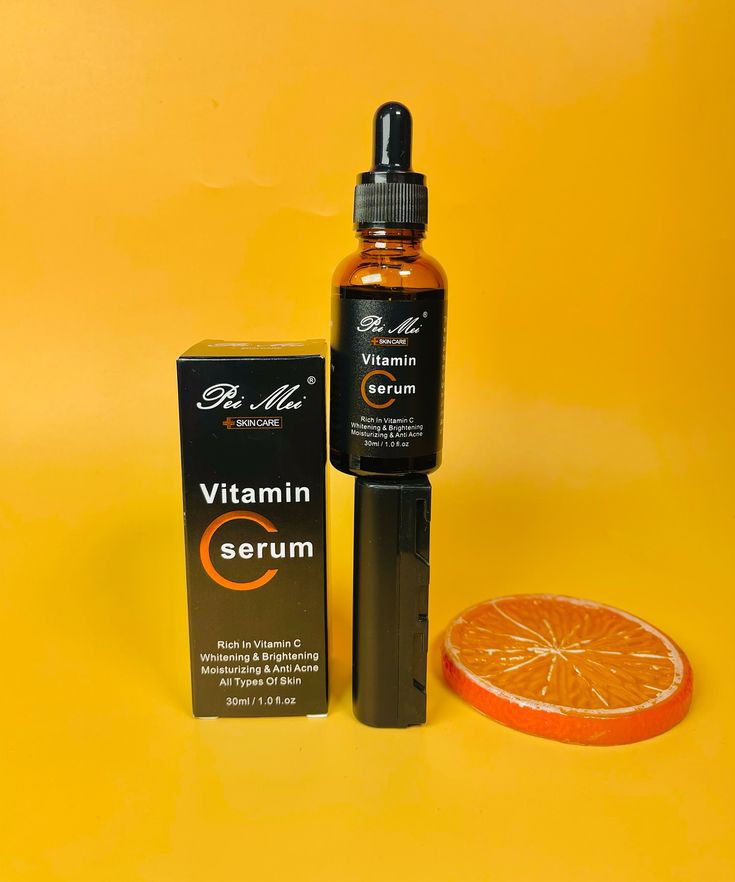 Pei Mei ®
SKIN CARE
Vitamin
C
serum
Rich In Vitamin C
Whitening & Brightening
Moisturizing & Anti Acne
All Types Of Skin
30ml / 1.0 fl.oz
Pei Mei ®
SKIN CARE
Vitamin
C
serum
Rich In Vitamin C
Whitening & Brightening
Moisturizing & Anti Acne
30ml / 1.0 fl.oz